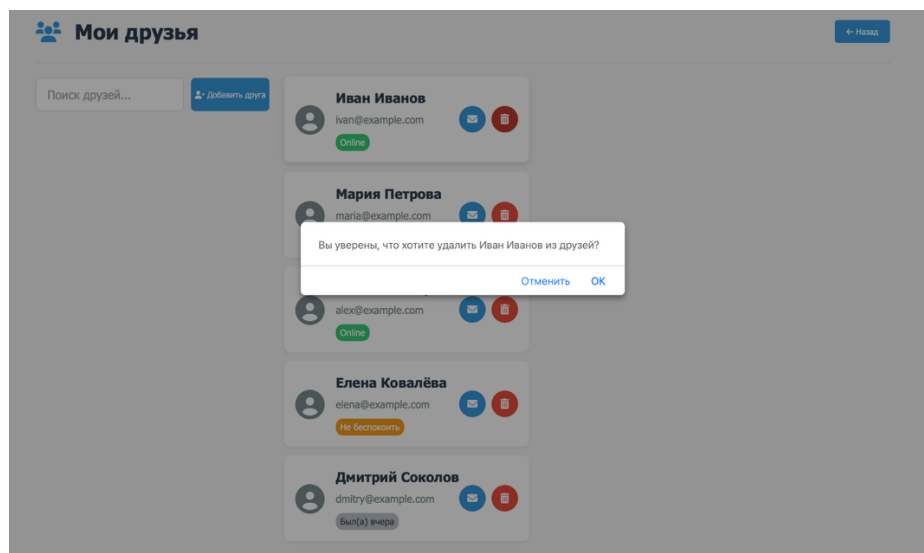 Мои друзья
← Назад
Поиск друзей...
Добавить друга
Иван Иванов
ivan@example.com
Online
Мария Петрова
maria@example.com
Вы уверены, что хотите удалить Иван Иванов из друзей?
Отменить
OK
alex@example.com
Online
Елена Ковалёва
elena@example.com
Не беспокоить
Дмитрий Соколов
dmitry@example.com
Был(а) вчера